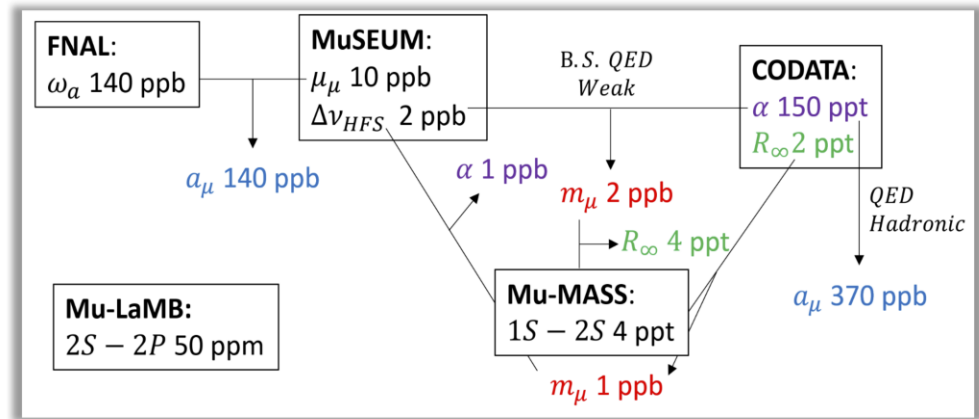 FNAL:
ω_a 140 ppb
MuSEUM:
μ_μ 10 ppb
Δν_HFS 2 ppb
B.S. QED
Weak
CODATA:
α 150 ppt
R_∞ 2 ppt
a_μ 140 ppb
α 1 ppb
m_μ 2 ppb
R_∞ 4 ppt
QED
Hadronic
Mu-LaMB:
2S − 2P 50 ppm
Mu-MASS:
1S − 2S 4 ppt
a_μ 370 ppb
m_μ 1 ppb